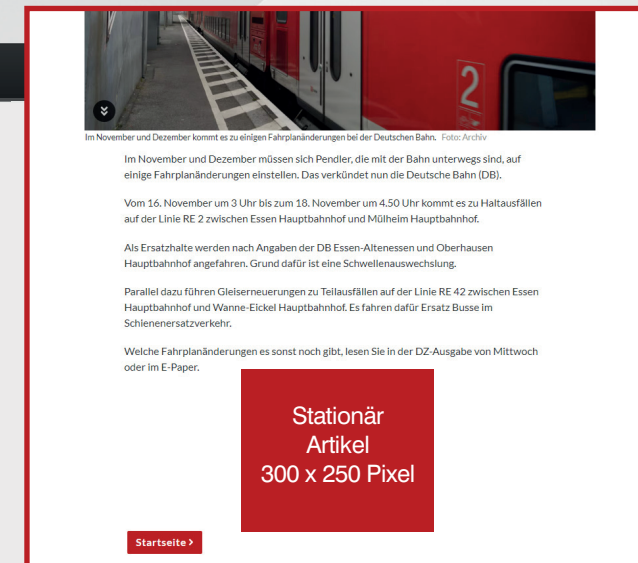 2
Im November und Dezember kommt es zu einigen Fahrplanänderungen bei der Deutschen Bahn. Foto: Archiv
Im November und Dezember müssen sich Pendler, die mit der Bahn unterwegs sind, auf
einige Fahrplanänderungen einstellen. Das verkündet nun die Deutsche Bahn (DB).
Vom 16. November um 3 Uhr bis zum 18. November um 4.50 Uhr kommt es zu Haltausfällen
auf der Linie RE 2 zwischen Essen Hauptbahnhof und Mülheim Hauptbahnhof.
Als Ersatzhalte werden nach Angaben der DB Essen-Altenessen und Oberhausen
Hauptbahnhof angefahren. Grund dafür ist eine Schwellenauswechslung.
Parallel dazu führen Gleiserneuerungen zu Teilausfällen auf der Linie RE 42 zwischen Essen
Hauptbahnhof und Wanne-Eickel Hauptbahnhof. Es fahren dafür Ersatz Busse im
Schienenersatzverkehr.
Welche Fahrplanänderungen es sonst noch gibt, lesen Sie in der DZ-Ausgabe von Mittwoch
oder im E-Paper.
Stationär
Artikel
300 x 250 Pixel
Startseite >